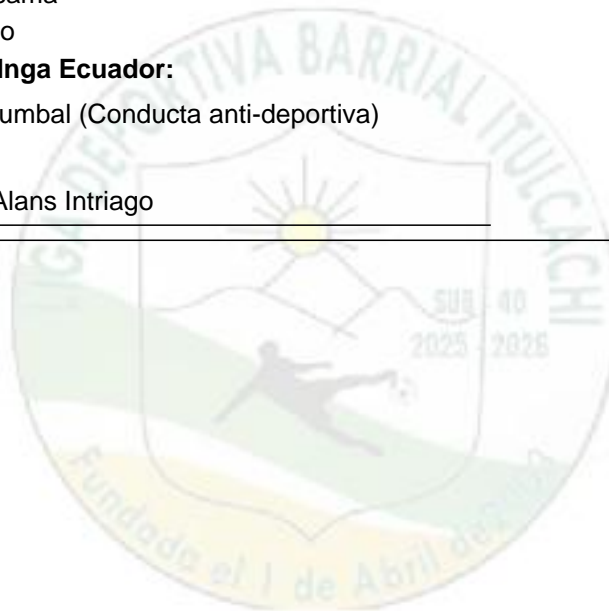 o
Inga Ecuador:
umbal (Conducta anti-deportiva)
Alans Intriago
LIGA DEPORTIVA BARRIAL ITULCACHI
SUB - 40
2025 - 2026
Fundada el 1 de Abril de